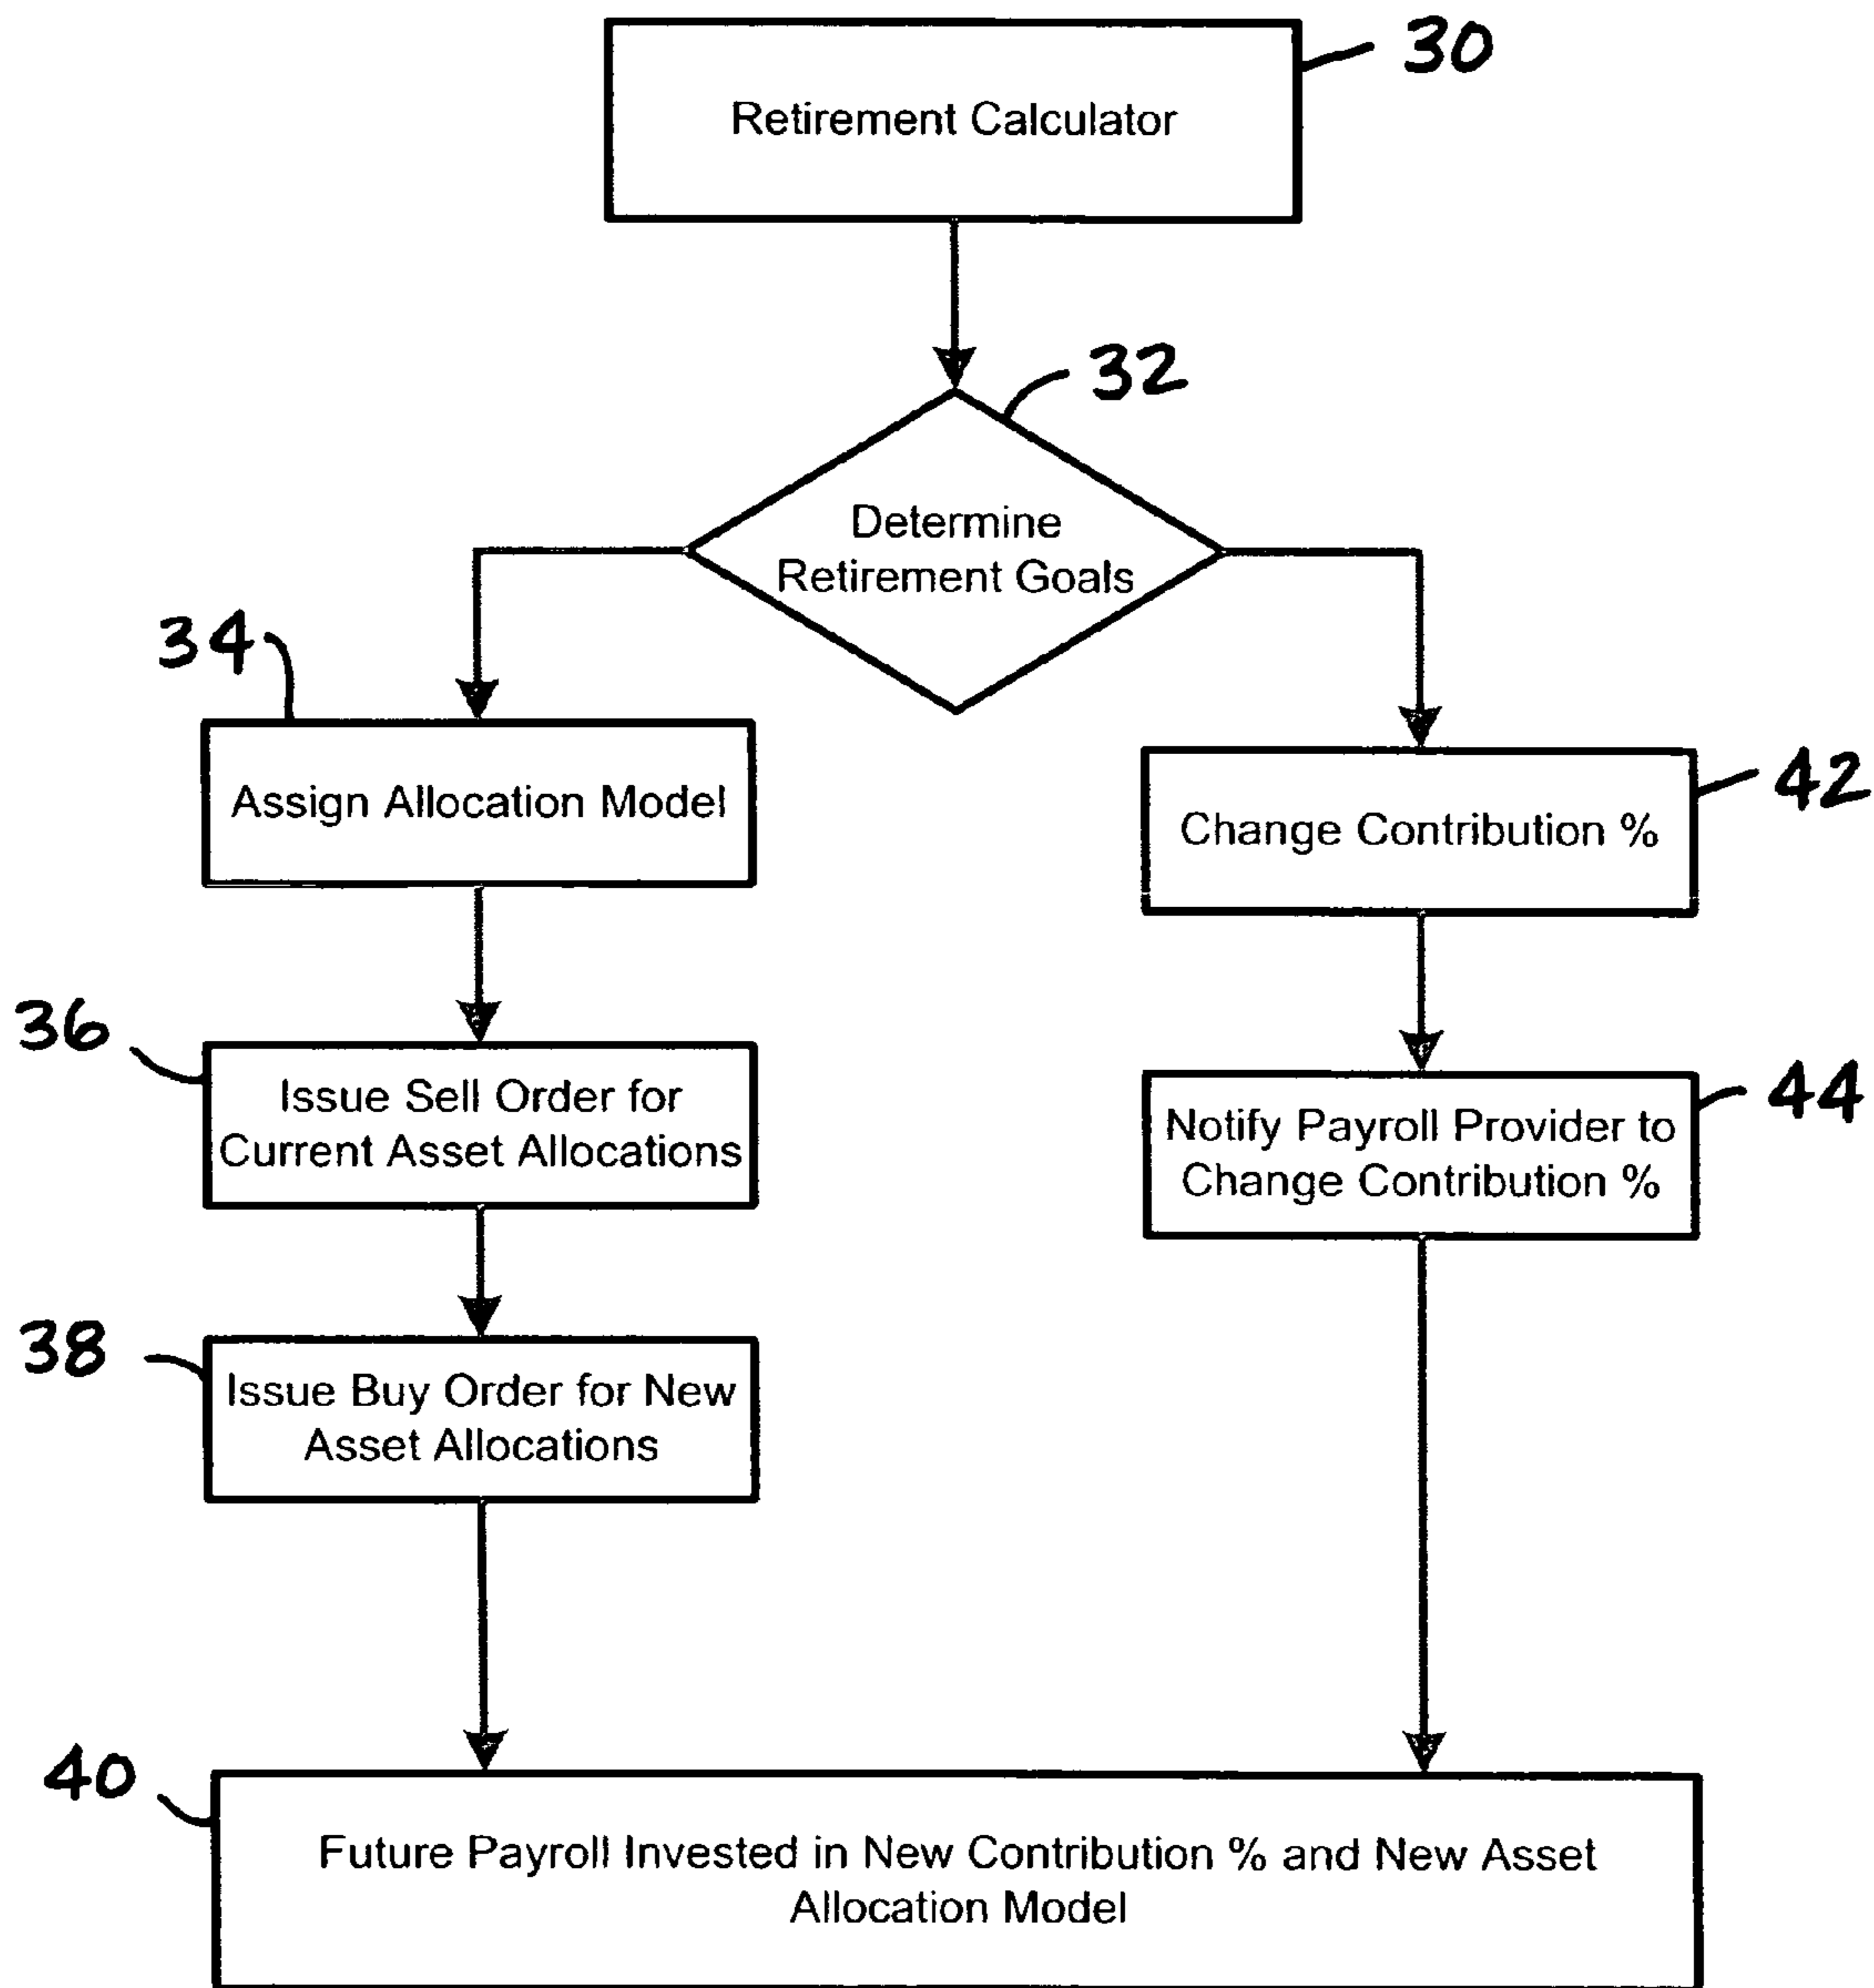 30
Retirement Calculator
32
Determine
Retirement Goals
34
Assign Allocation Model
42
Change Contribution %
36
Issue Sell Order for
Current Asset Allocations
44
Notify Payroll Provider to
Change Contribution %
38
Issue Buy Order for New
Asset Allocations
40
Future Payroll Invested in New Contribution % and New Asset
Allocation Model